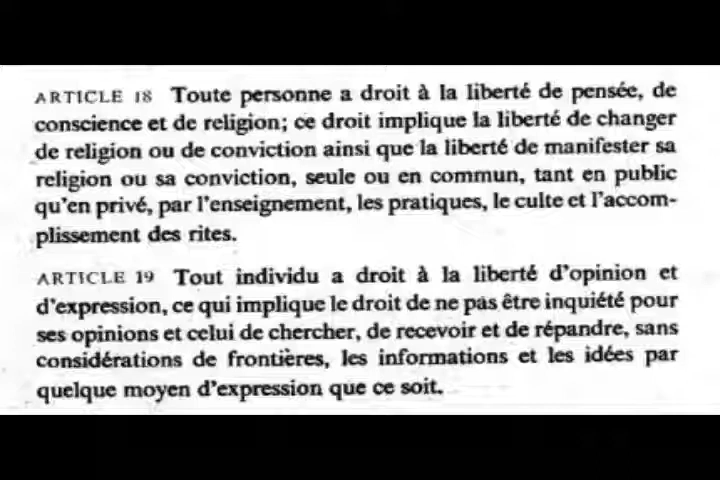 ARTICLE 18 Toute personne a droit à la liberté de pensée, de
conscience et de religion; ce droit implique la liberté de changer
de religion ou de conviction ainsi que la liberté de manifester sa
religion ou sa conviction, seule ou en commun, tant en public
qu'en privé, par l'enseignement, les pratiques, le culte et l'accom-
plissement des rites.
ARTICLE 19 Tout individu a droit à la liberté d'opinion et
d'expression, ce qui implique le droit de ne pas être inquiété pour
ses opinions et celui de chercher, de recevoir et de répandre, sans
considérations de frontières, les informations et les idées par
quelque moyen d'expression que ce soit.